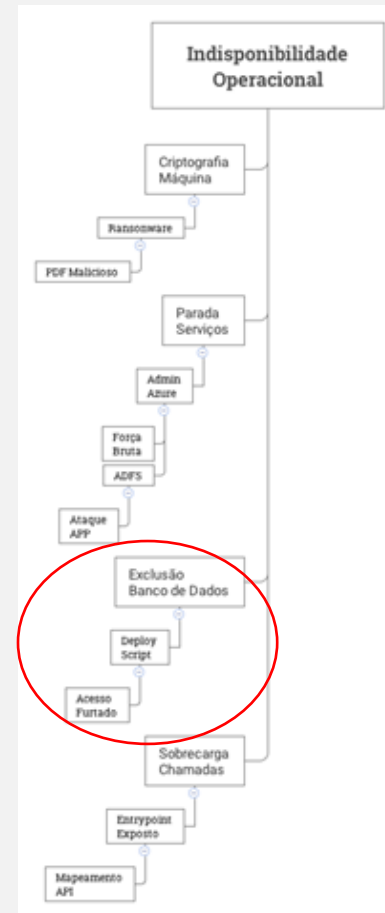 Indisponibilidade
Operacional
Criptografia
Máquina
Ransonware
PDF Malicioso
Parada
Serviços
Admin
Azure
Força
Bruta
ADFS
Ataque
APP
Exclusão
Banco de Dados
Deploy
Script
Acesso
Furtado
Sobrecarga
Chamadas
Entrypoint
Exposto
Mapeamento
API